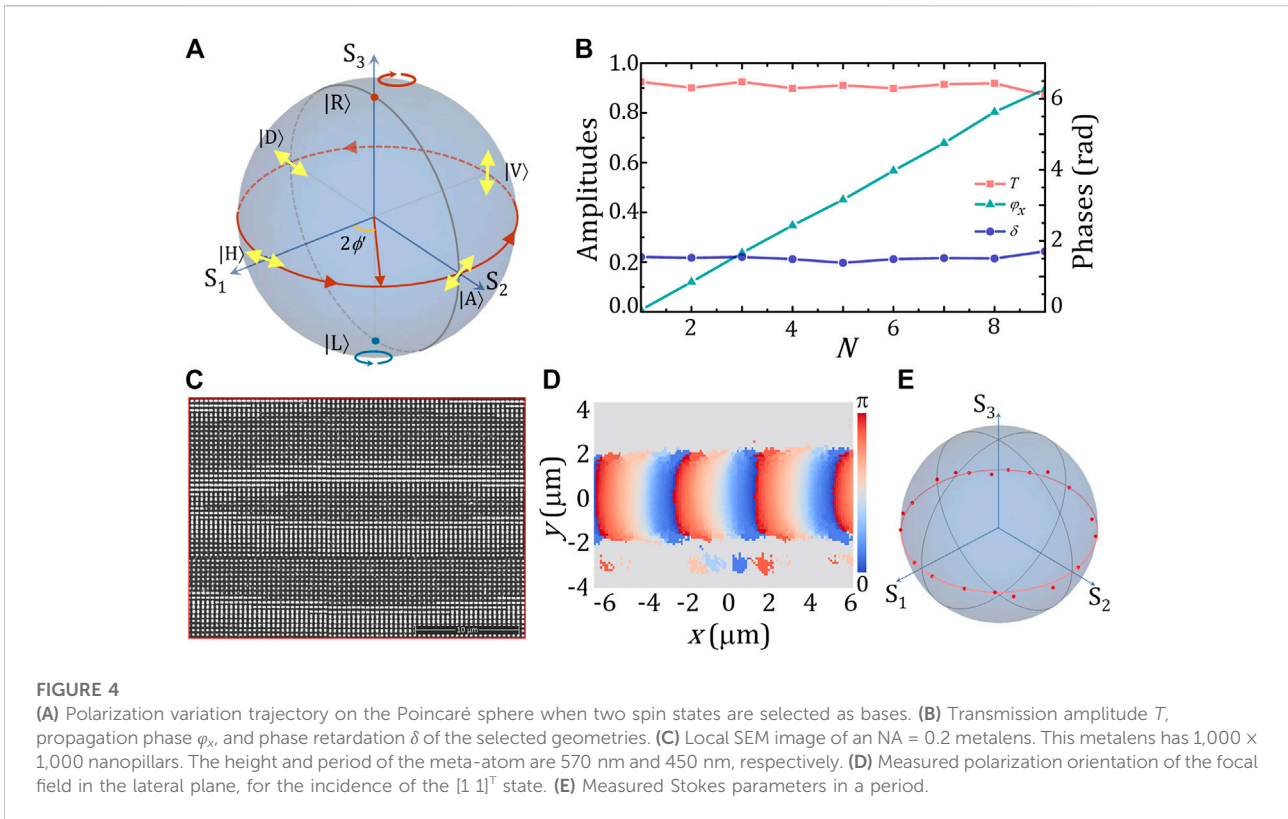 A
S3
|R⟩
|D⟩
|V⟩
2ϕ′
|H⟩
S1
S2
|A⟩
|L⟩
B
1.0
0.8
0.6
0.4
0.2
0.0
Amplitudes
T
φx
δ
6
4
2
0
Phases (rad)
2 4 6 8
N
C
10 μm
D
4
2
0
-2
-4
y (μm)
-6 -4 -2 0 2 4 6
x (μm)
π
0
E
S3
S1
S2
FIGURE 4
(A) Polarization variation trajectory on the Poincaré sphere when two spin states are selected as bases. (B) Transmission amplitude T,
propagation phase φx, and phase retardation δ of the selected geometries. (C) Local SEM image of an NA = 0.2 metalens. This metalens has 1,000 ×
1,000 nanopillars. The height and period of the meta-atom are 570 nm and 450 nm, respectively. (D) Measured polarization orientation of the focal
field in the lateral plane, for the incidence of the [1 1]ᵀ state. (E) Measured Stokes parameters in a period.